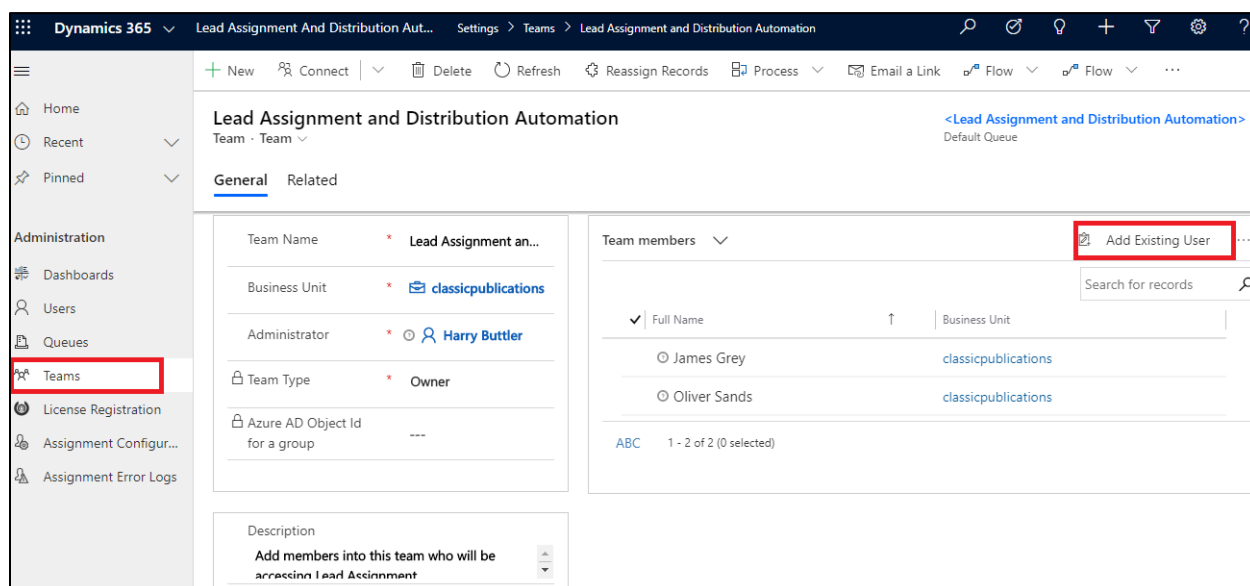 Dynamics 365 Lead Assignment And Distribution Aut... Settings > Teams > Lead Assignment and Distribution Automation
New Connect Delete Refresh Reassign Records Process Email a Link Flow Flow ...
Home
Recent
Pinned
Administration
Dashboards
Users
Queues
Teams
License Registration
Assignment Configur...
Assignment Error Logs
Lead Assignment and Distribution Automation
Team · Team
<Lead Assignment and Distribution Automation>
Default Queue
General Related
Team Name * Lead Assignment an...
Business Unit * classicpublications
Administrator * Harry Buttler
Team Type * Owner
Azure AD Object Id
for a group ---
Description
Add members into this team who will be
accessing Lead Assignment
Team members Add Existing User ...
Search for records
Full Name ↑ Business Unit
James Grey classicpublications
Oliver Sands classicpublications
ABC 1 - 2 of 2 (0 selected)